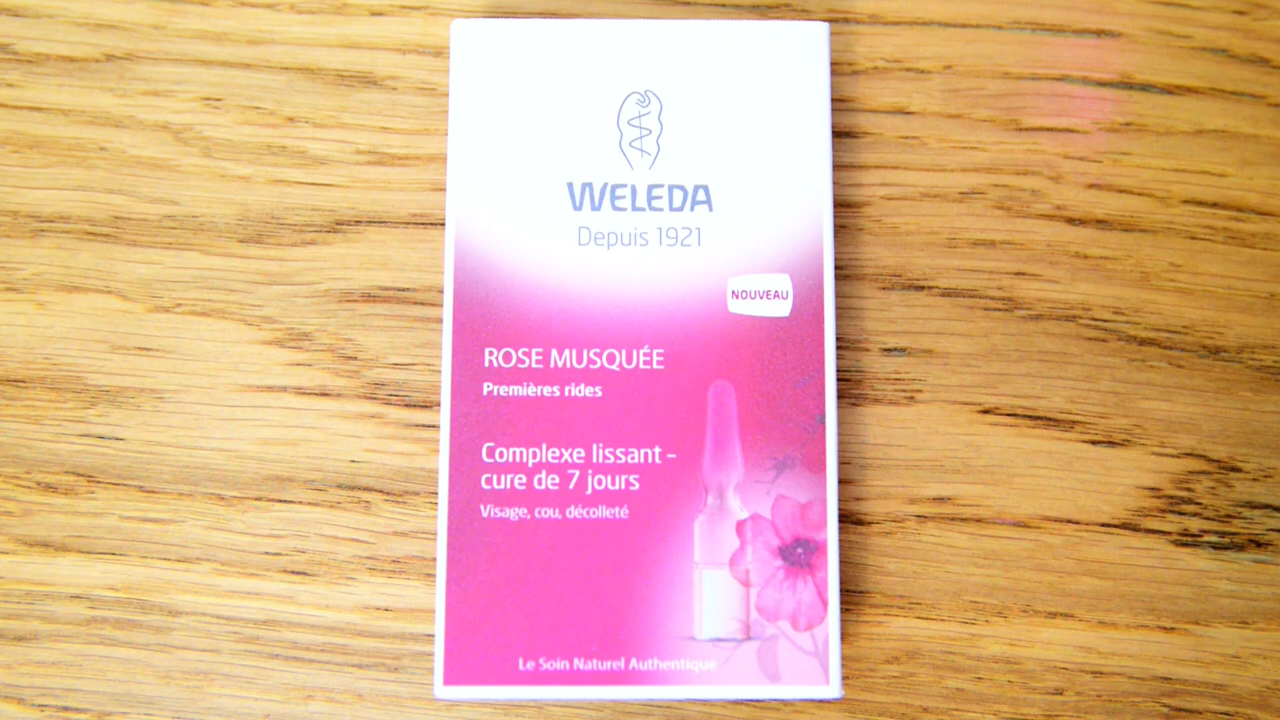 WELEDA
Depuis 1921
NOUVEAU
ROSE MUSQUÉE
Premières rides
Complexe lissant –
cure de 7 jours
Visage, cou, décolleté
Le Soin Naturel Authentique